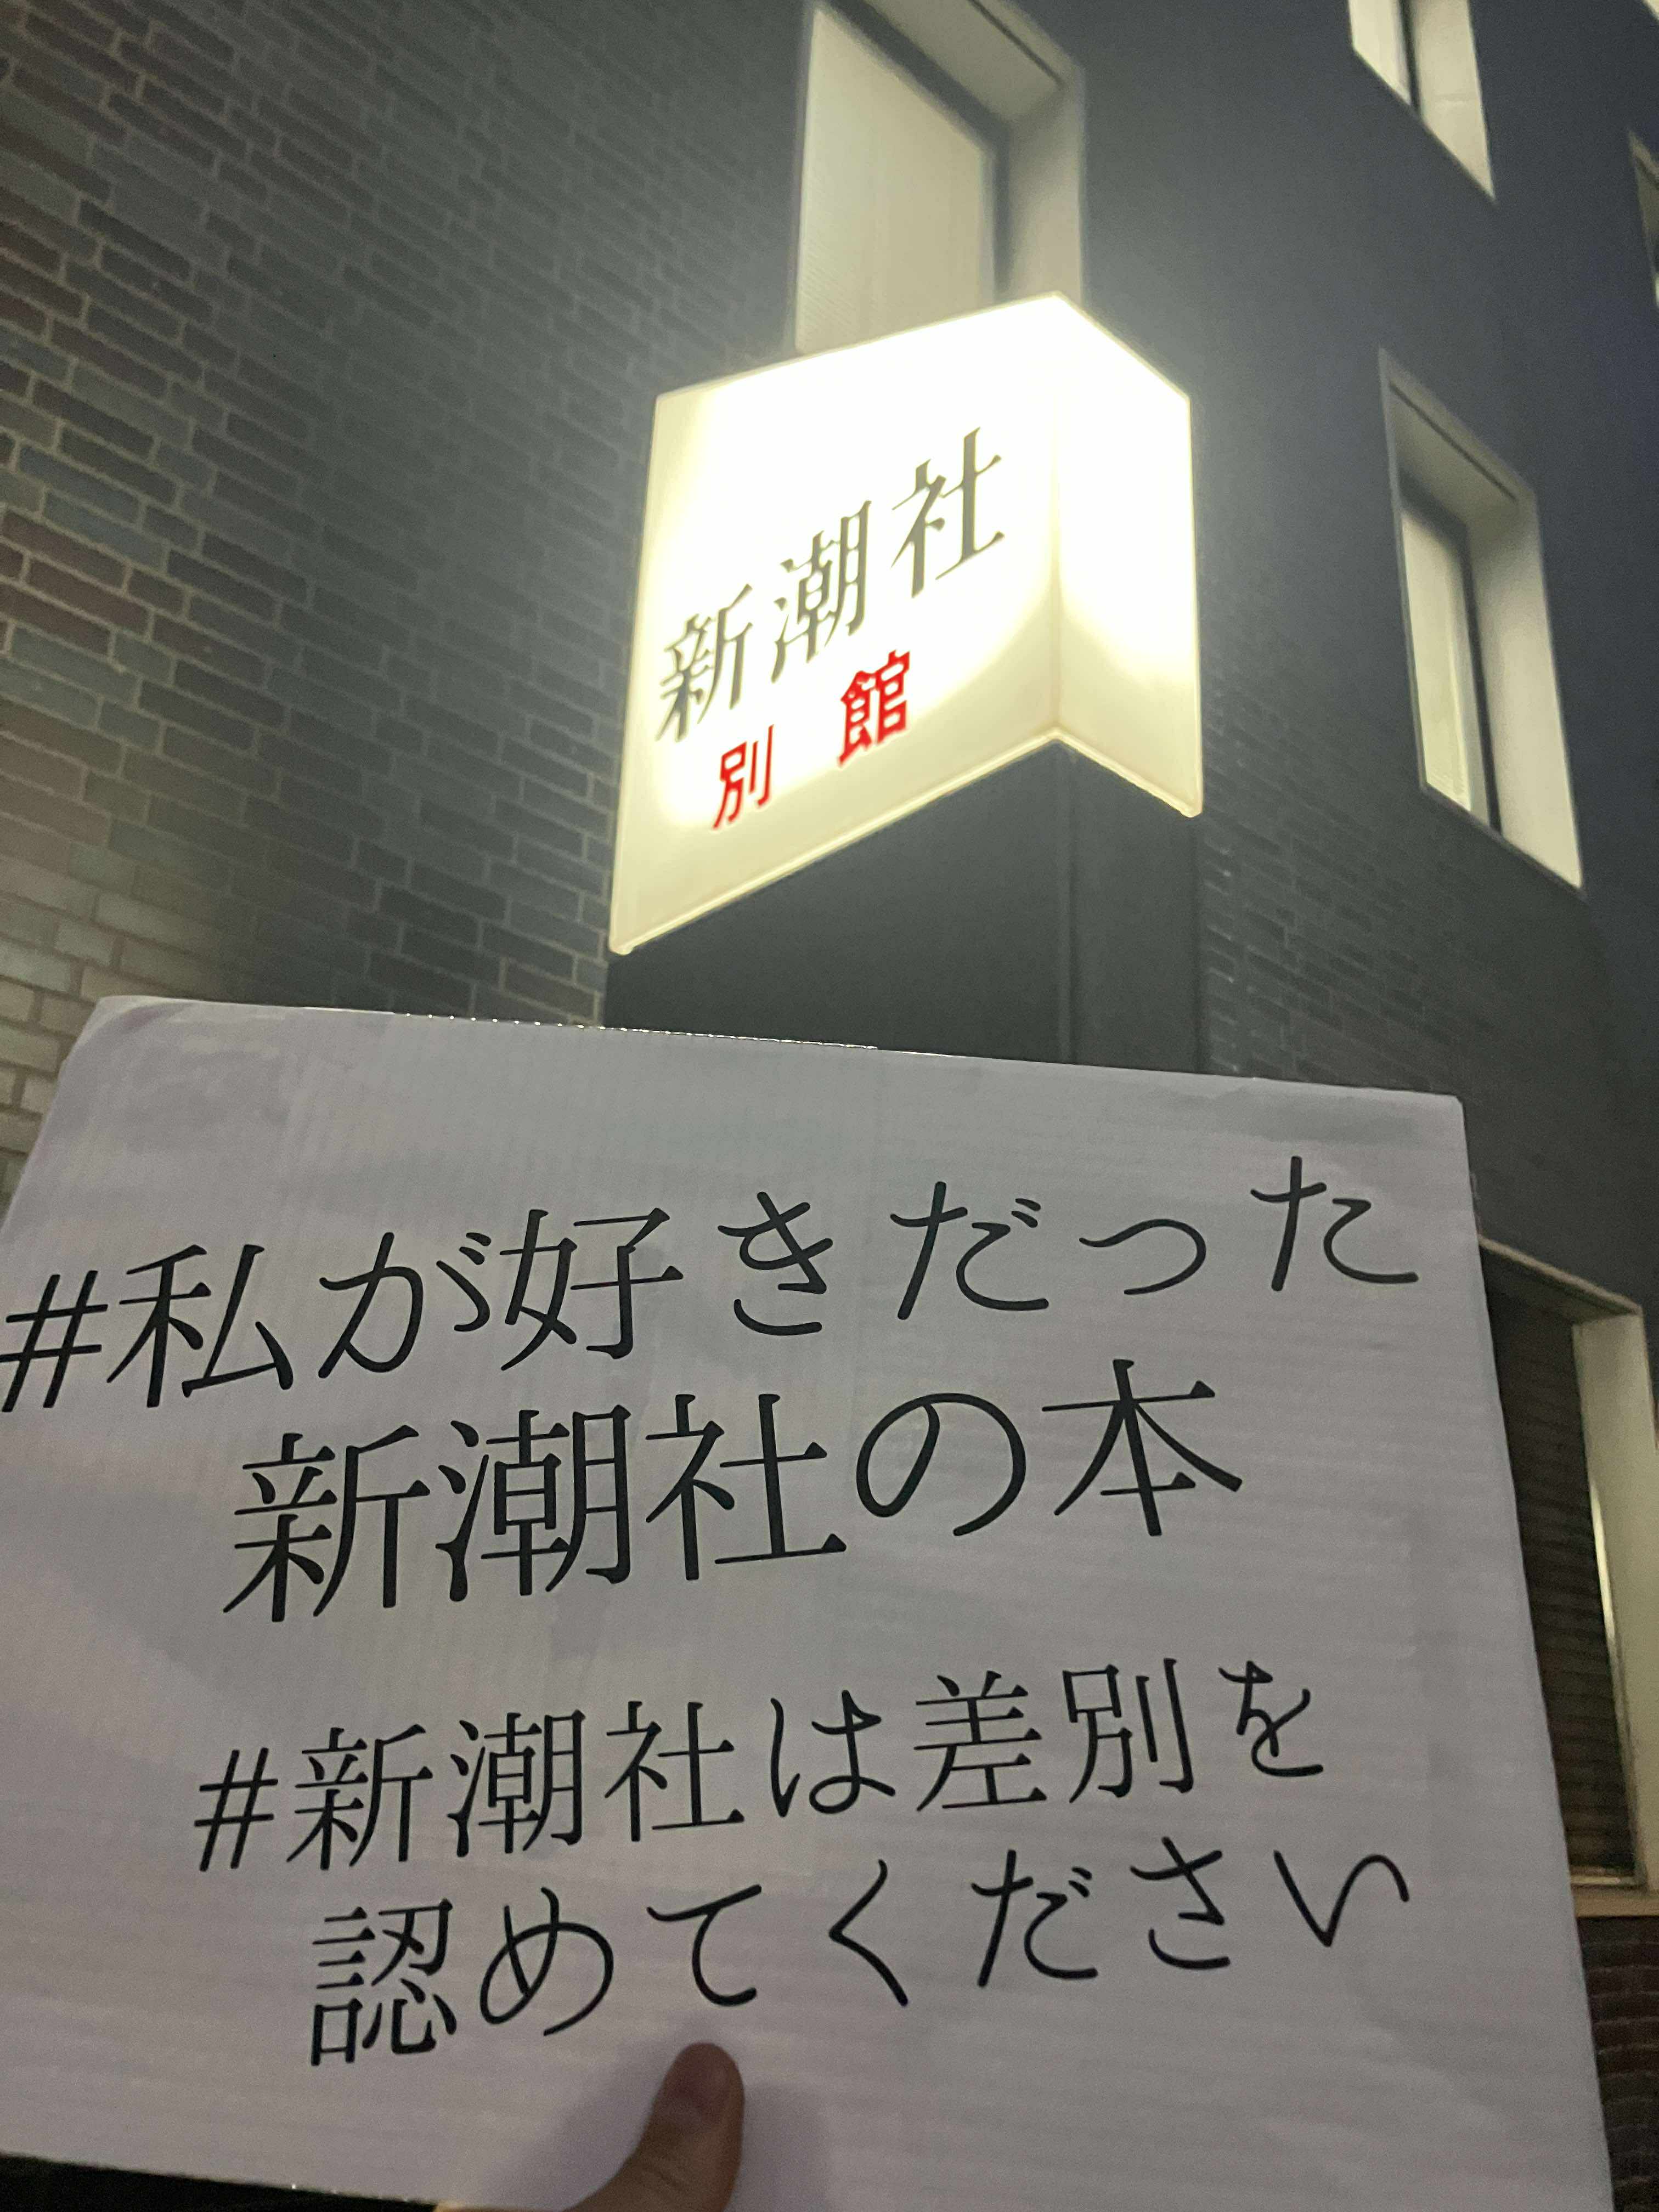 新潮社
別館
#私が好きだった
新潮社の本
#新潮社は差別を
認めてください